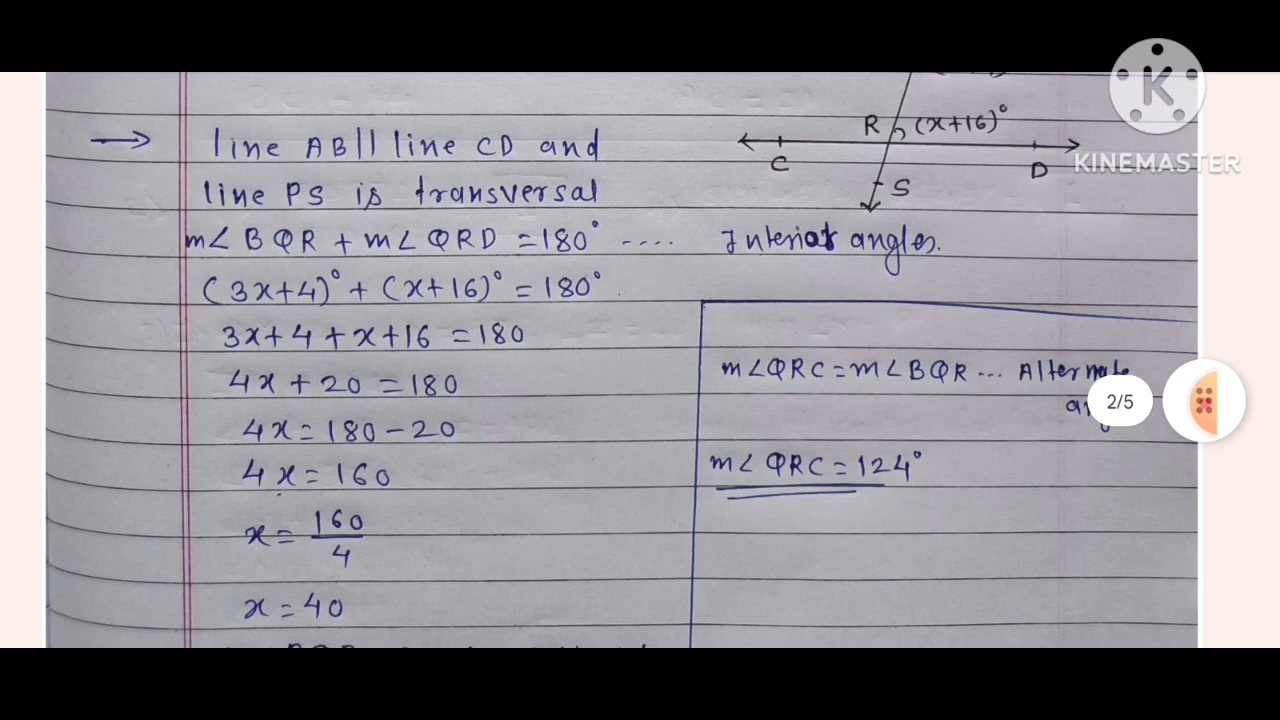 R (x+16)°
C D
S
KINEMASTER
→ line AB || line CD and
line PS is transversal
m∠BQR + m∠QRD = 180° .... Interior angles.
(3x+4)° + (x+16)° = 180°
3x+4 + x+16 = 180
4x + 20 = 180
4x = 180 - 20
4x = 160
x = 160/4
x = 40
m∠QRC = m∠BQR ... Alternate
m∠QRC = 124°
2/5